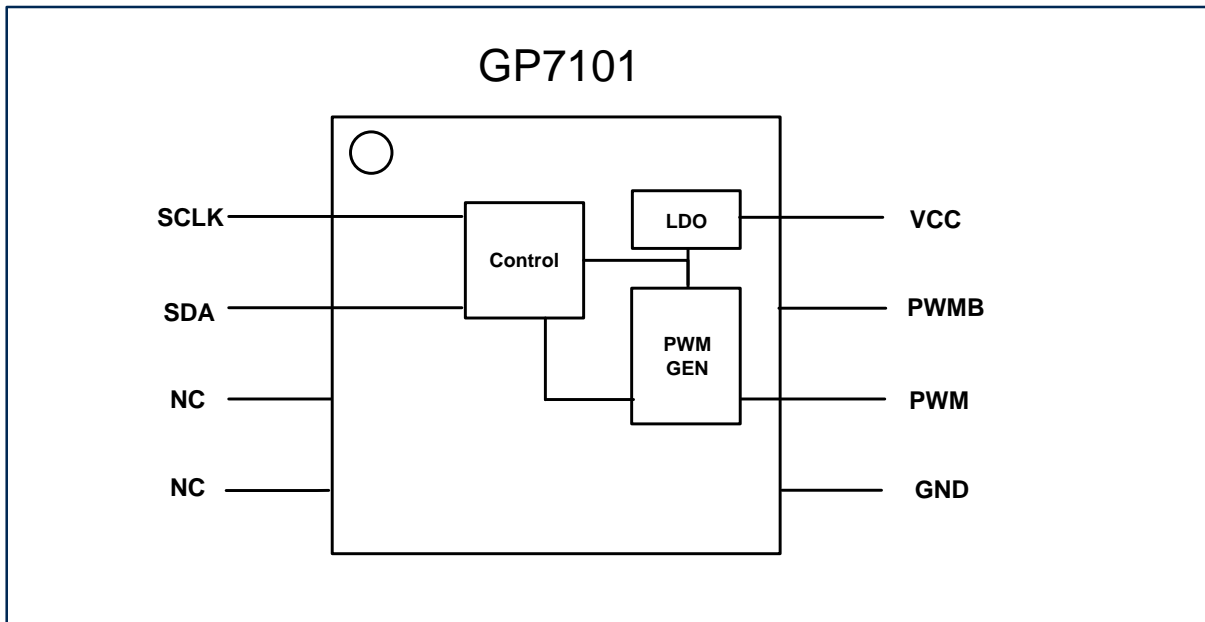 GP7101
SCLK
LDO
VCC
Control
SDA
PWMB
PWM
GEN
NC
PWM
NC
GND